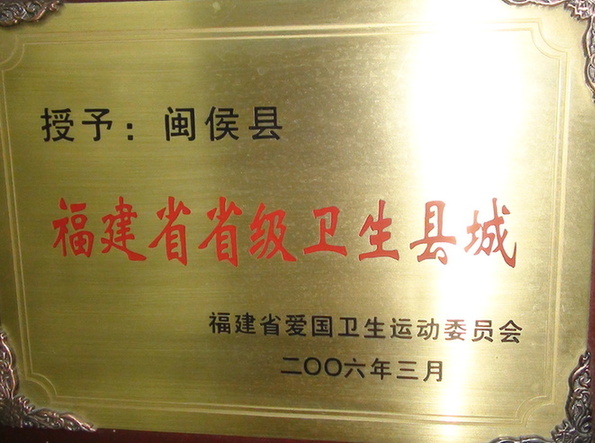 授予：闽侯县
福建省省级卫生县城
福建省爱国卫生运动委员会
二〇〇六年三月